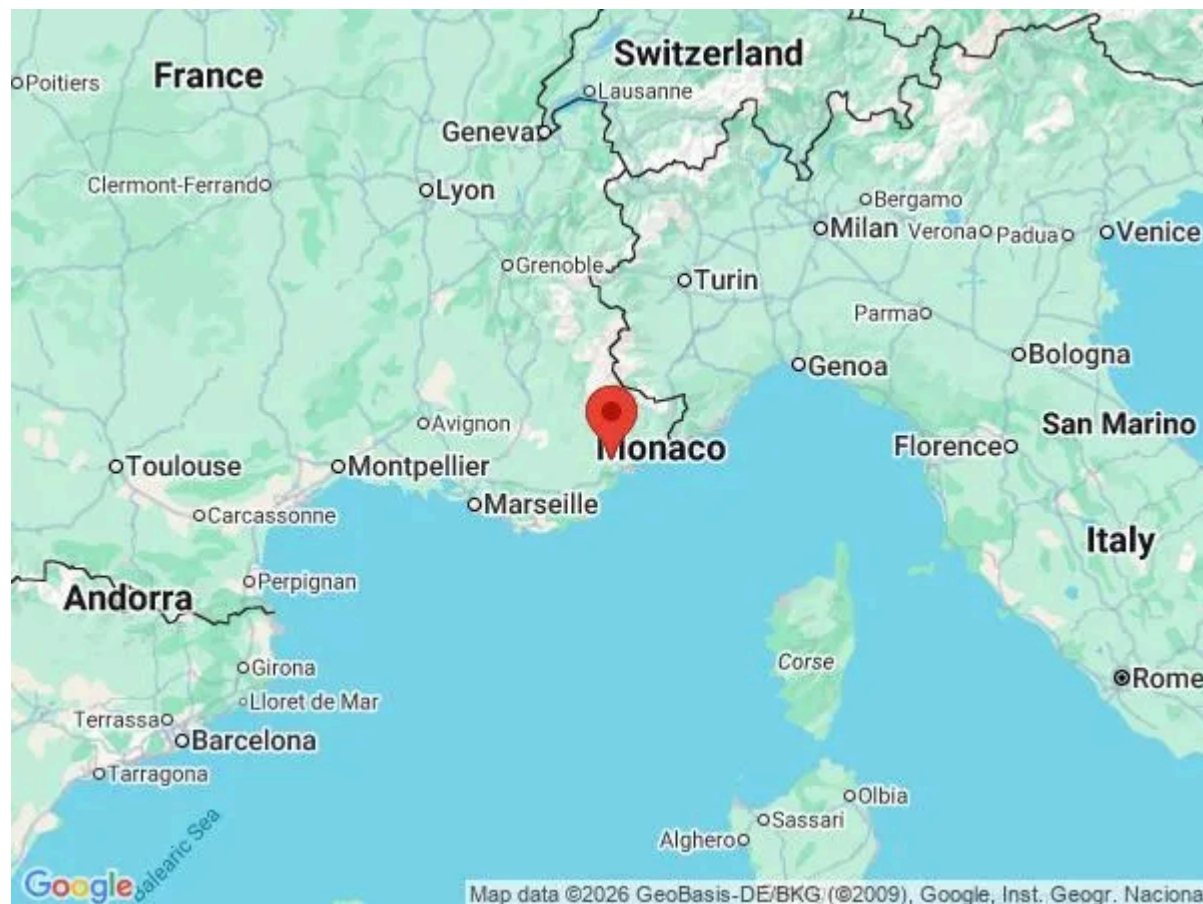 Switzerland
France
Poitiers
Lausanne
Geneva
Clermont-Ferrand
Lyon
Bergamo
Milan
Verona
Padua
Venice
Grenoble
Turin
Parma
Genoa
Bologna
Avignon
San Marino
Monaco
Florence
Toulouse
Montpellier
Marseille
Carcassonne
Italy
Perpignan
Andorra
Corse
Girona
Rome
Lloret de Mar
Terrassa
Barcelona
Tarragona
Olbia
Sassari
Alghero
Balearic Sea
Google
Map data ©2026 GeoBasis-DE/BKG (©2009), Google, Inst. Geogr. Naciona